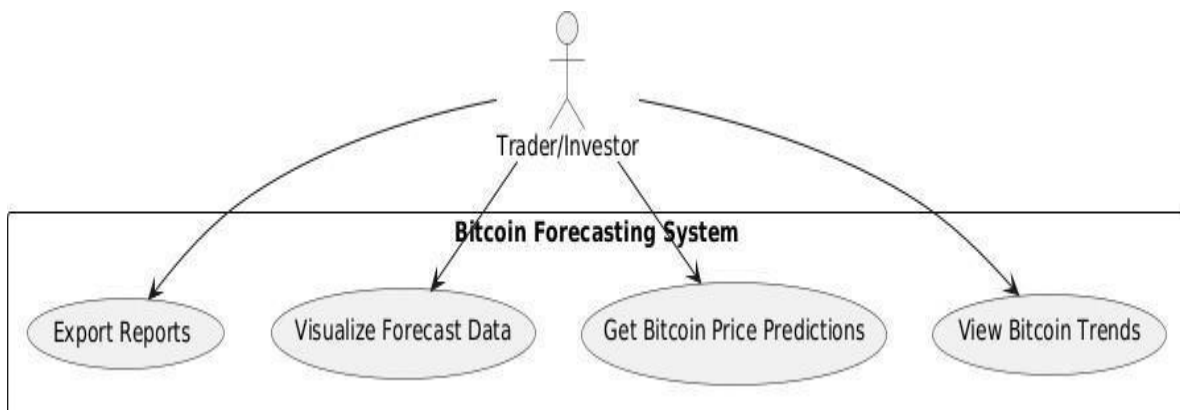 Trader/Investor
Bitcoin Forecasting System
Export Reports
Visualize Forecast Data
Get Bitcoin Price Predictions
View Bitcoin Trends